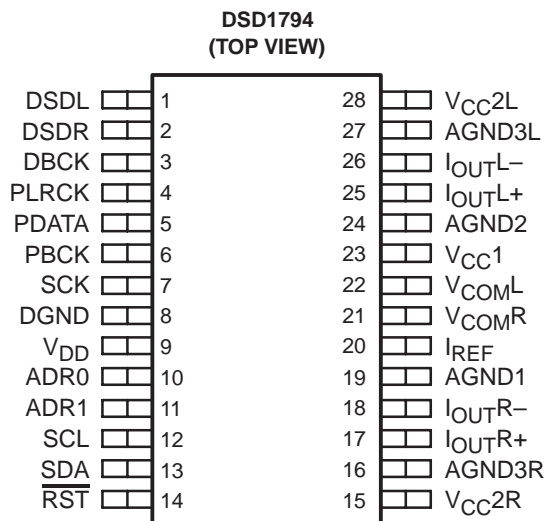 DSD1794
(TOP VIEW)
DSDL 1 28 VCC2L
DSDR 2 27 AGND3L
DBCK 3 26 IOUTL–
PLRCK 4 25 IOUTL+
PDATA 5 24 AGND2
PBCK 6 23 VCC1
SCK 7 22 VCOML
DGND 8 21 VCOMR
VDD 9 20 IREF
ADR0 10 19 AGND1
ADR1 11 18 IOUTR–
SCL 12 17 IOUTR+
SDA 13 16 AGND3R
RST 14 15 VCC2R